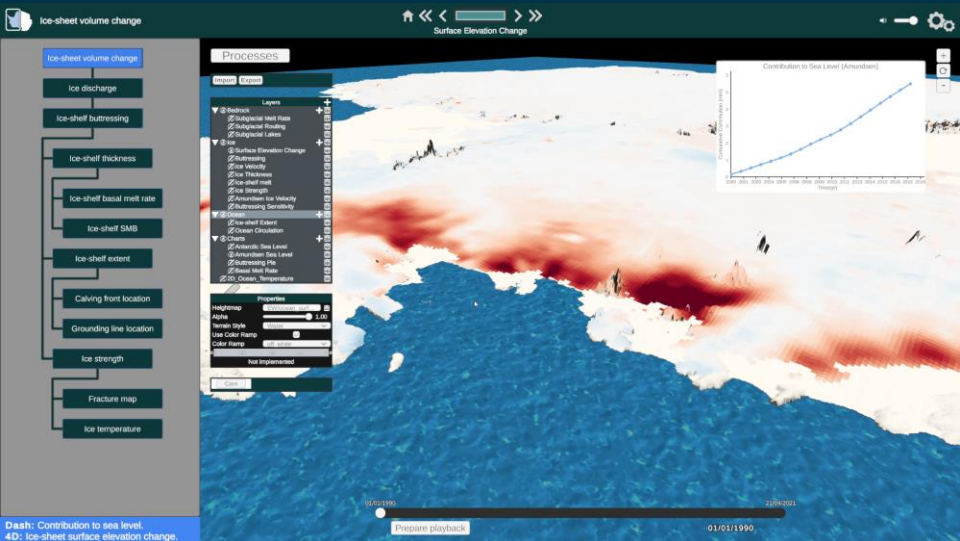 Ice-sheet volume change
Surface Elevation Change
Ice-sheet volume change
Ice discharge
Ice-shelf buttressing
Ice-shelf thickness
Ice-shelf basal melt rate
Ice-shelf SMB
Ice-shelf extent
Calving front location
Grounding line location
Ice strength
Fracture map
Ice temperature
Dash: Contribution to sea level.
4D: Ice-sheet surface elevation change.
Processes
Import Export
Layers
Bedrock
Subglacial Melt Rate
Subglacial Routing
Subglacial Lakes
Ice
Surface Elevation Change
Buttressing
Ice Velocity
Ice Thickness
Ice-shelf melt
Ice Strength
Amundsen Ice Velocity
Buttressing Sensitivity
Ocean
Ice-shelf Extent
Ocean Circulation
Charts
Antarctic Sea Level
Amundsen Sea Level
Buttressing Pie
Basal Melt Rate
2D_Ocean_Temperature
Properties
Heightmap
Alpha 1.00
Terrain Style Water
Use Color Ramp
Color Ramp off_white
Not Implemented
Contribution to Sea Level (Amundsen)
Cumulative Contribution (mm)
Time(yr)
01/01/1990
21/04/2021
Prepare playback
01/01/1990